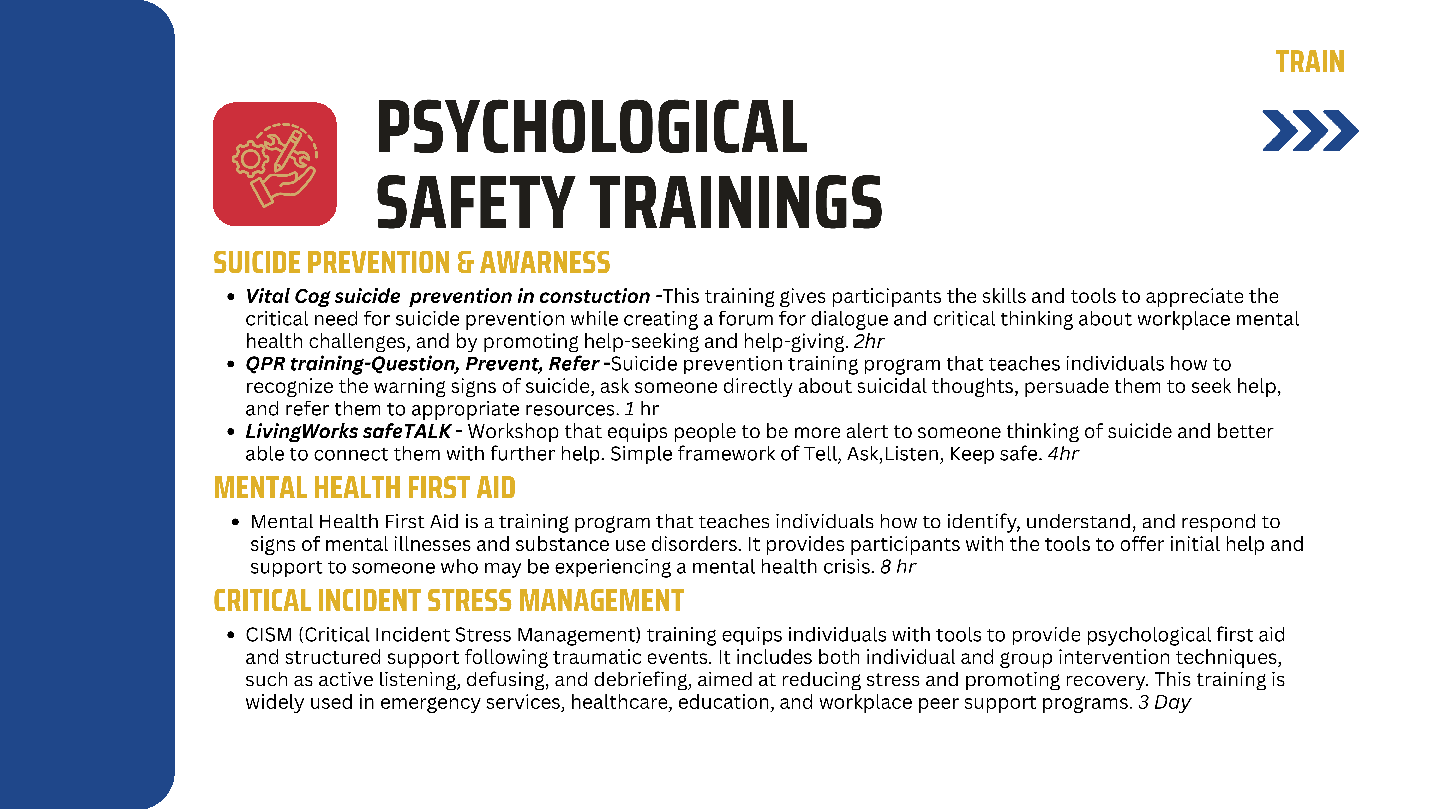 TRAIN
PSYCHOLOGICAL
SAFETY TRAININGS
SUICIDE PREVENTION & AWARNESS
• Vital Cog suicide prevention in constuction -This training gives participants the skills and tools to appreciate the
critical need for suicide prevention while creating a forum for dialogue and critical thinking about workplace mental
health challenges, and by promoting help-seeking and help-giving. 2hr
• QPR training-Question, Prevent, Refer -Suicide prevention training program that teaches individuals how to
recognize the warning signs of suicide, ask someone directly about suicidal thoughts, persuade them to seek help,
and refer them to appropriate resources. 1 hr
• LivingWorks safeTALK - Workshop that equips people to be more alert to someone thinking of suicide and better
able to connect them with further help. Simple framework of Tell, Ask,Listen, Keep safe. 4hr
MENTAL HEALTH FIRST AID
• Mental Health First Aid is a training program that teaches individuals how to identify, understand, and respond to
signs of mental illnesses and substance use disorders. It provides participants with the tools to offer initial help and
support to someone who may be experiencing a mental health crisis. 8 hr
CRITICAL INCIDENT STRESS MANAGEMENT
• CISM (Critical Incident Stress Management) training equips individuals with tools to provide psychological first aid
and structured support following traumatic events. It includes both individual and group intervention techniques,
such as active listening, defusing, and debriefing, aimed at reducing stress and promoting recovery. This training is
widely used in emergency services, healthcare, education, and workplace peer support programs. 3 Day